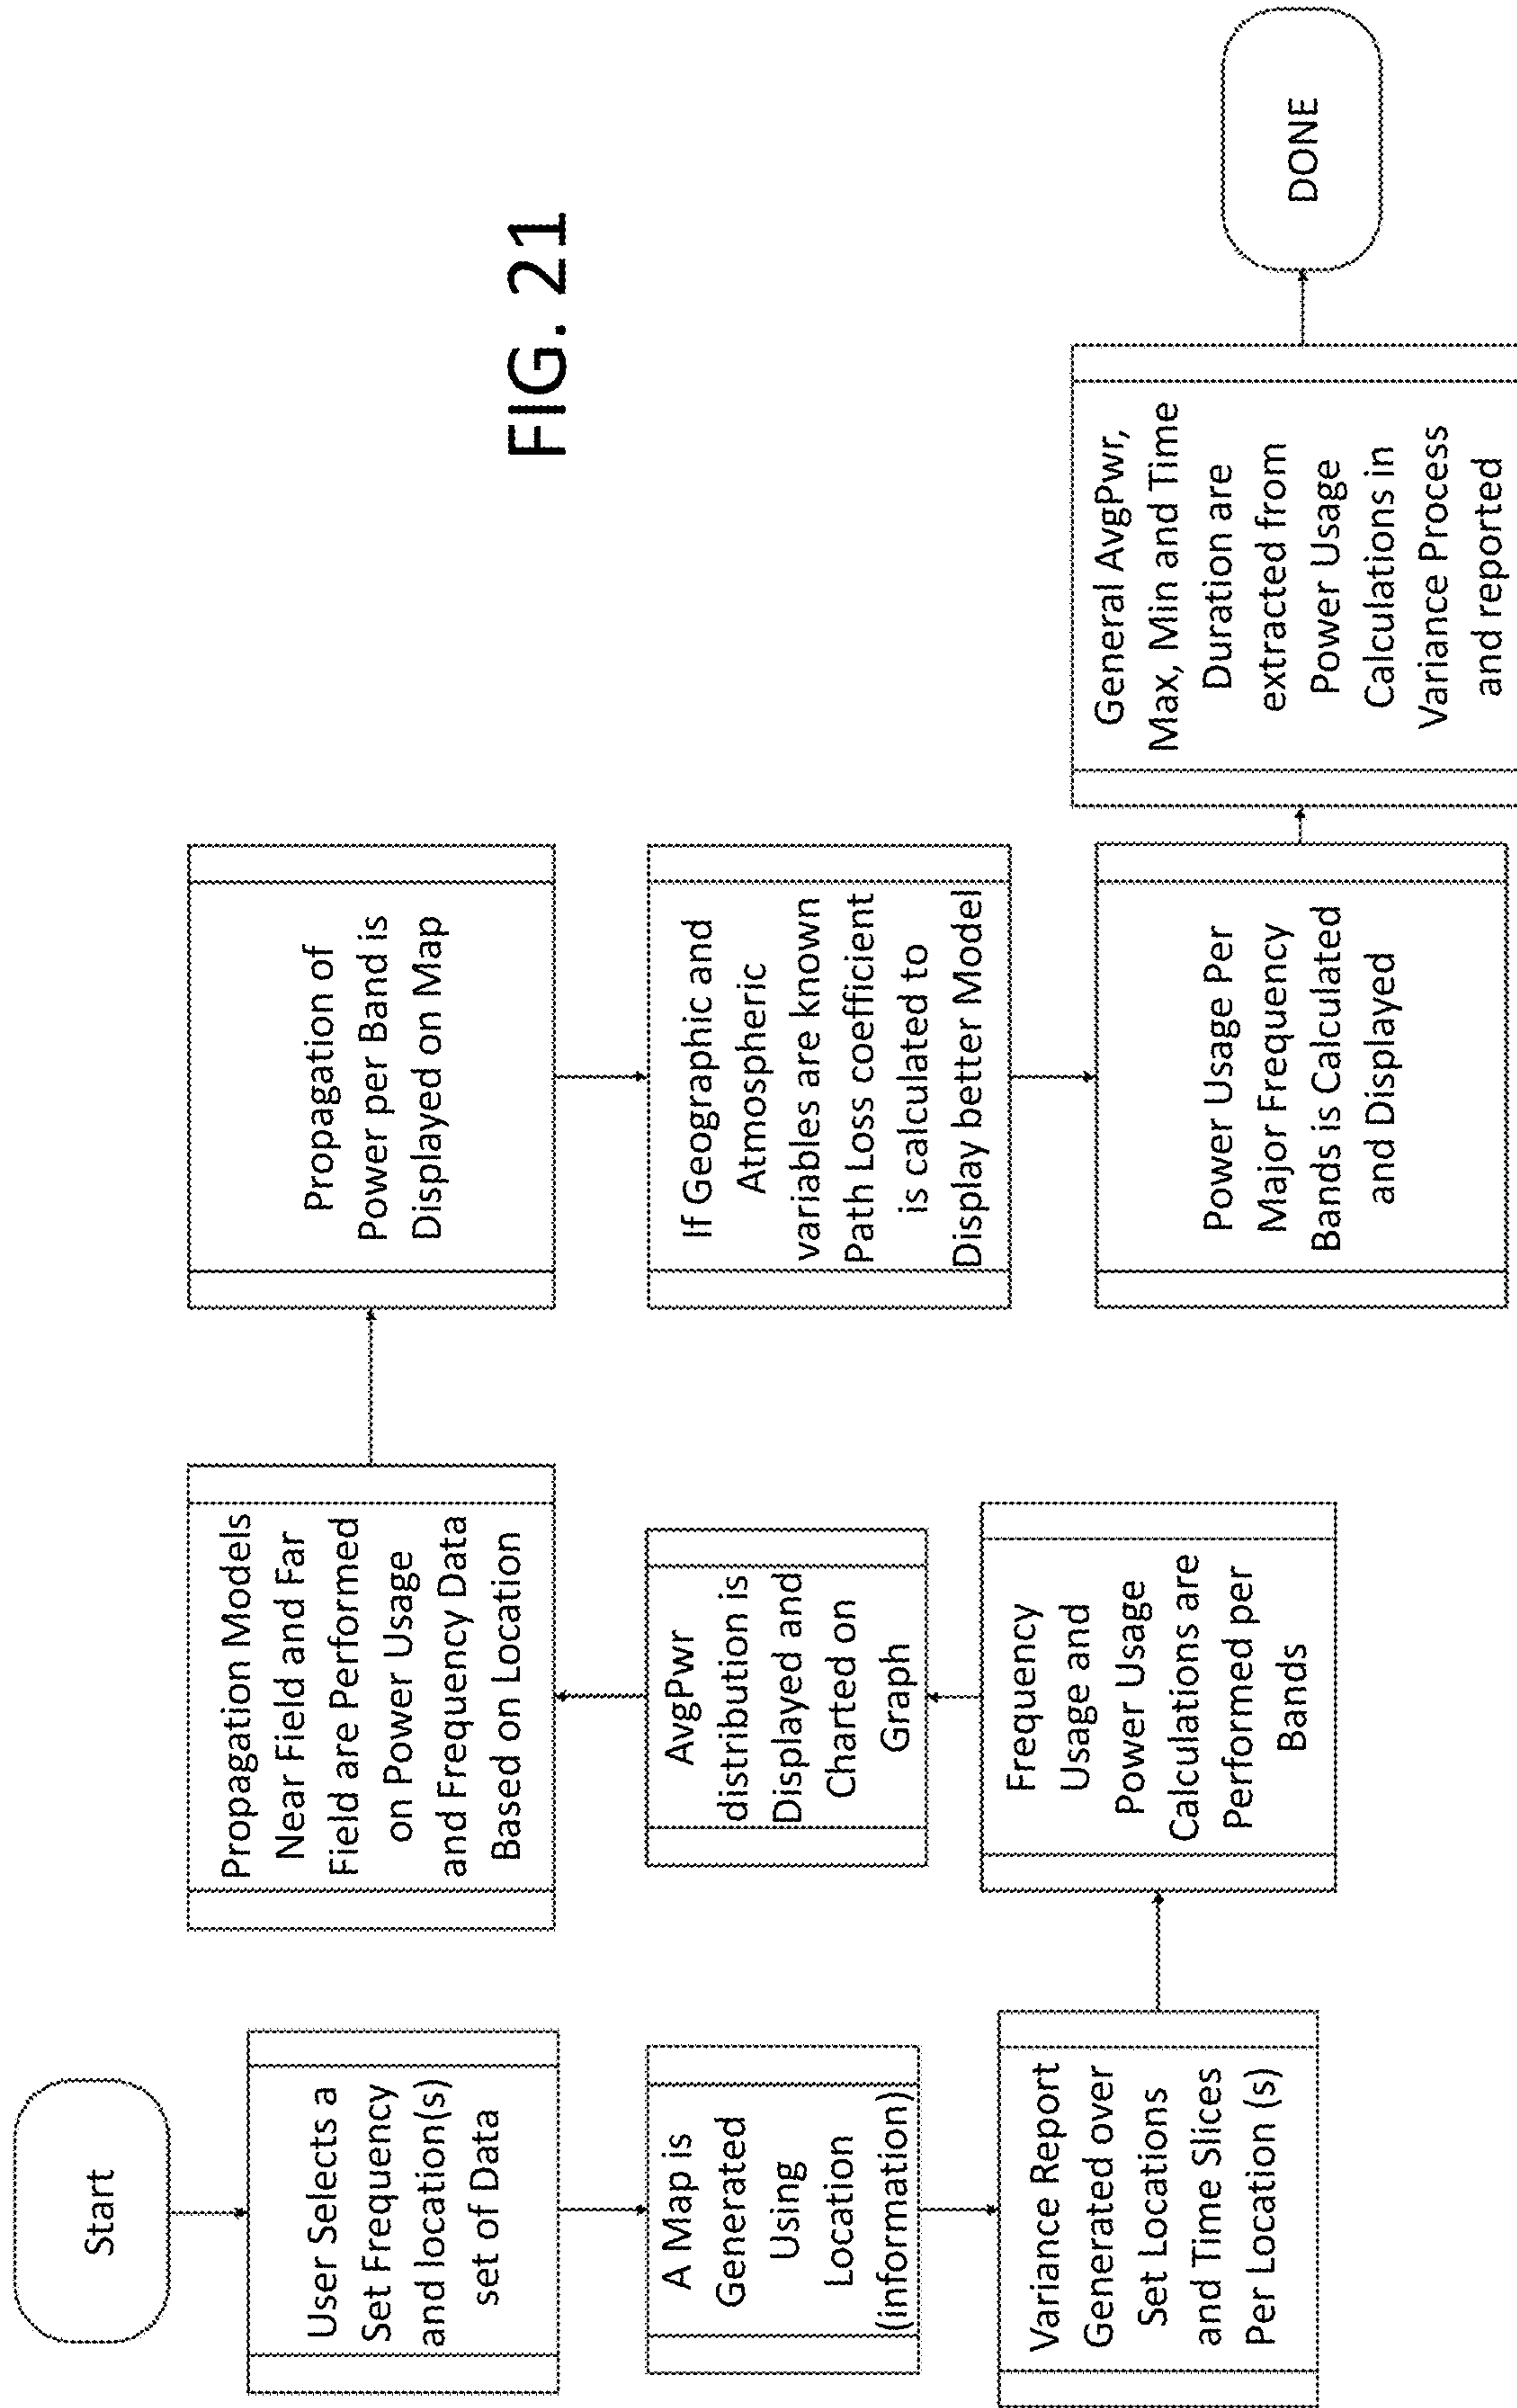 Start
User Selects a
Set Frequency
and location(s)
set of Data
A Map is
Generated
Using
Location
(information)
Variance Report
Generated over
Set Locations
and Time Slices
Per Location (s)
Frequency
Usage and
Power Usage
Calculations are
Performed per
Bands
AvgPwr
distribution is
Displayed and
Charted on
Graph
Propagation Models
Near Field and Far
Field are Performed
on Power Usage
and Frequency Data
Based on Location
Propagation of
Power per Band is
Displayed on Map
If Geographic and
Atmospheric
variables are known
Path Loss coefficient
is calculated to
Display better Model
Power Usage Per
Major Frequency
Bands is Calculated
and Displayed
General AvgPwr,
Max, Min and Time
Duration are
extracted from
Power Usage
Calculations in
Variance Process
and reported
DONE
FIG. 21